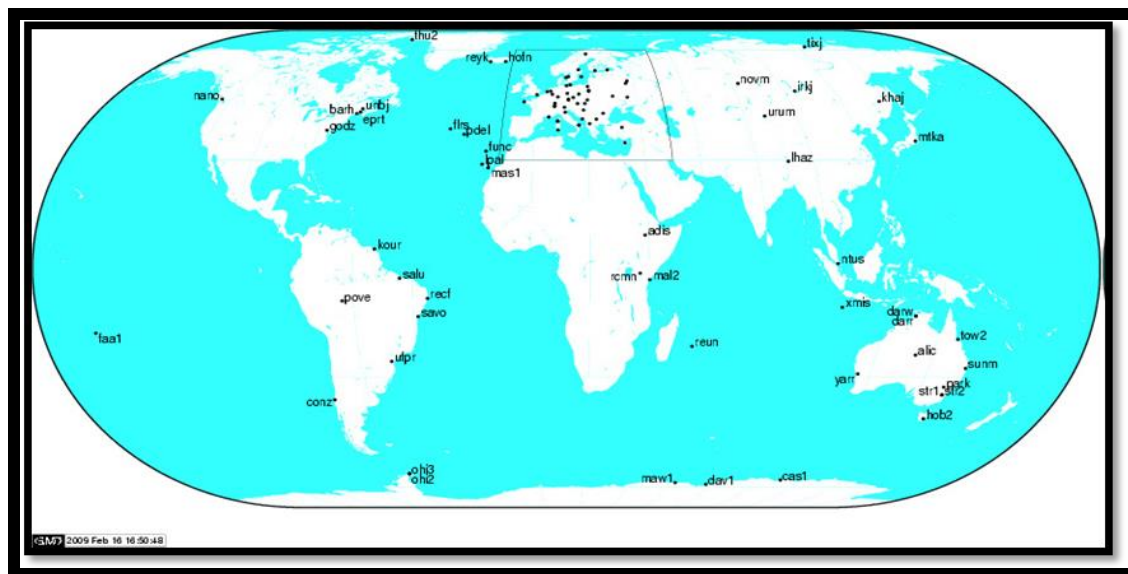 thu2
tixj
reyk hofn
nano
novm
irkj
khaj
barh unbj
eprt
godz
urum
flrs
pdel
mtka
func
lpal
mas1
lhaz
adis
kour
ntus
salu
rcmn mal2
pove
recf
xmis
savo
darw
darr
faa1
tow2
reun
alic
ufpr
sunm
yarr
park
str1 str2
conz
hob2
ohi3
ohi2
maw1 dav1 cas1
GMD 2009 Feb 16 16:50:48